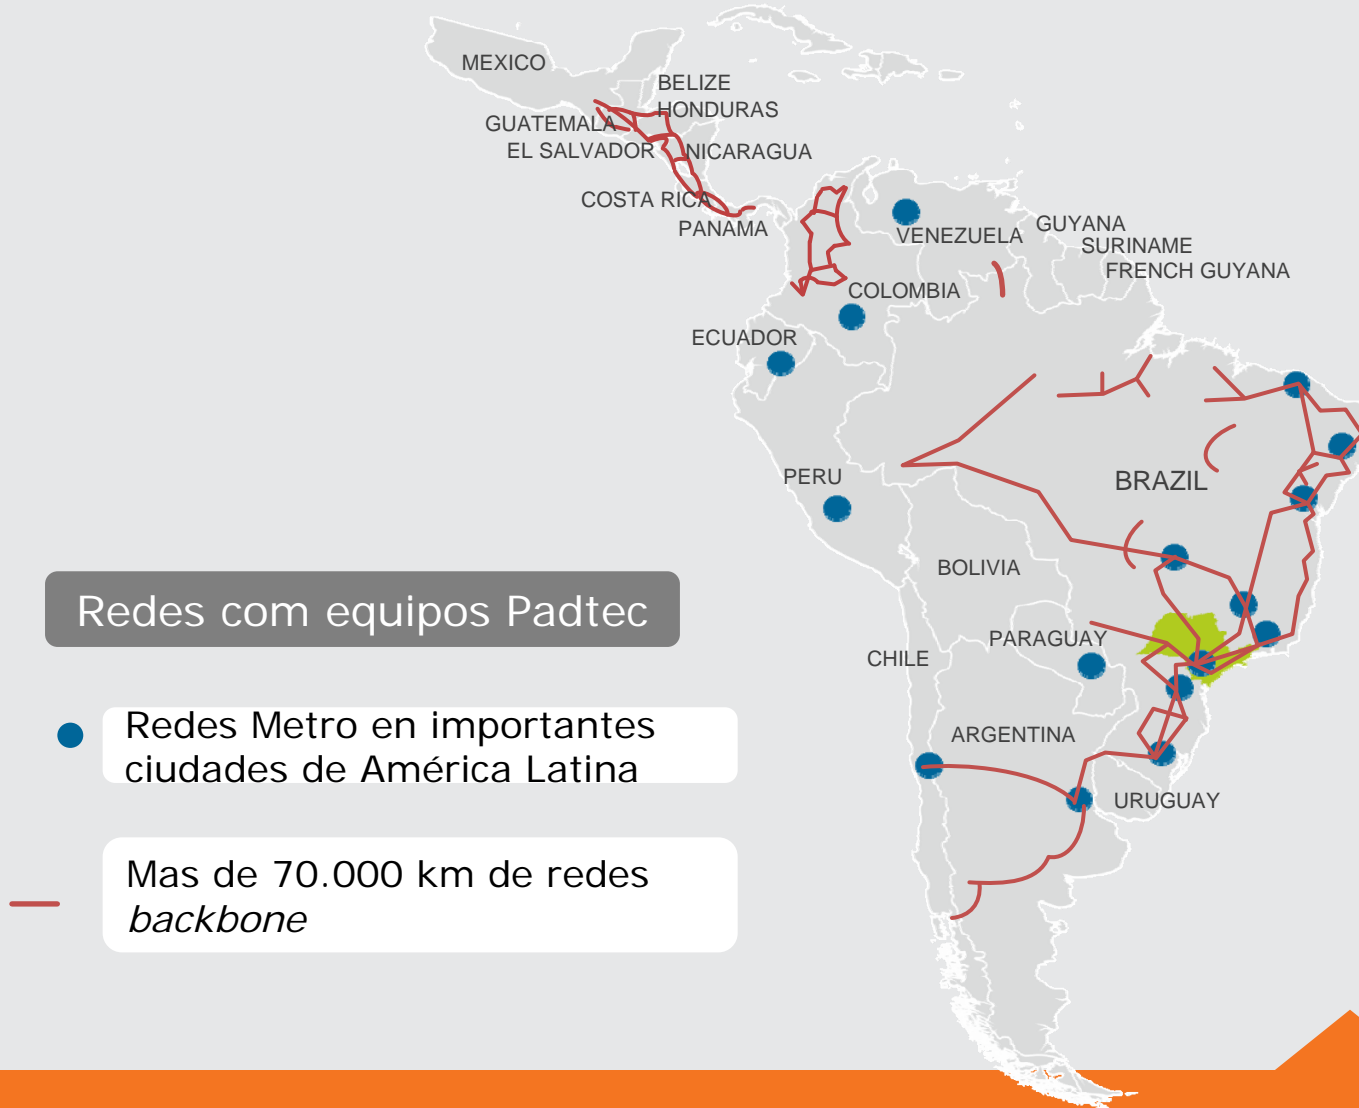 MEXICO
BELIZE
HONDURAS
GUATEMALA
EL SALVADOR
NICARAGUA
COSTA RICA
PANAMA
VENEZUELA
GUYANA
SURINAME
FRENCH GUYANA
COLOMBIA
ECUADOR
PERU
BRAZIL
BOLIVIA
PARAGUAY
CHILE
ARGENTINA
URUGUAY
Redes com equipos Padtec
Redes Metro en importantes
ciudades de América Latina
Mas de 70.000 km de redes
backbone